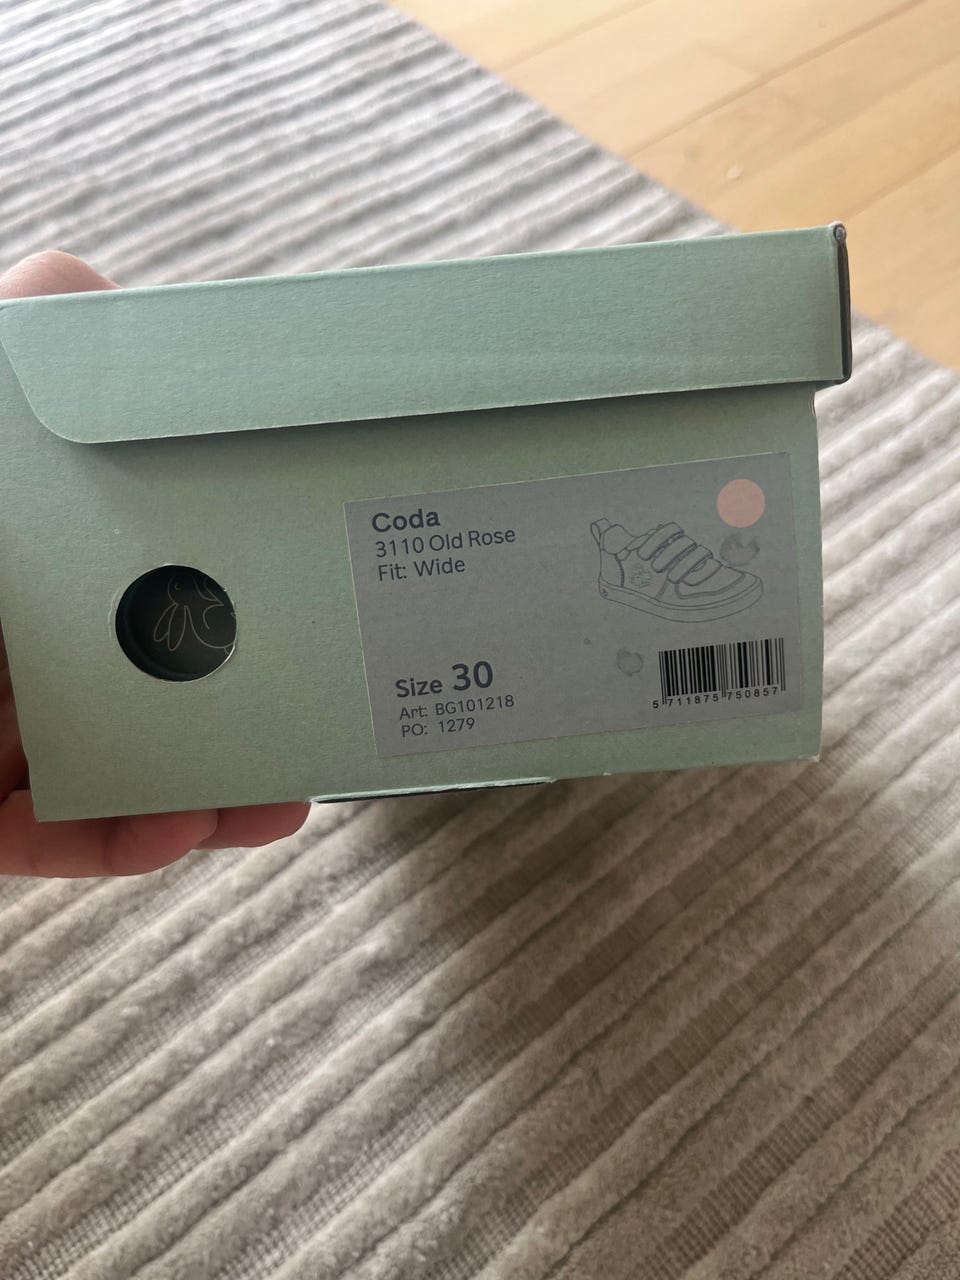 Coda
3110 Old Rose
Fit: Wide
Size 30
Art: BG101218
PO: 1279
5 711875 750857